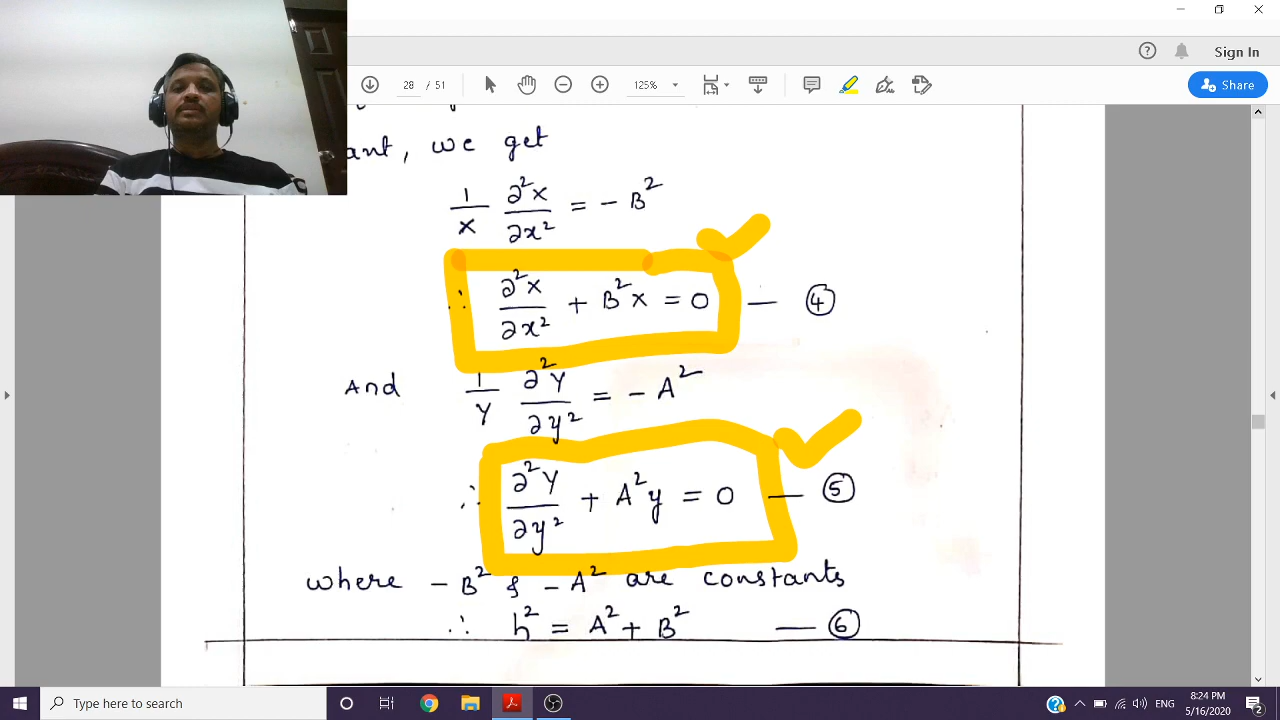 Sign In
28 / 51
125%
Share
ant, we get
1/X ∂²X/∂x² = - B²
∴ ∂²X/∂x² + B²X = 0 — ④
And 1/Y ∂²Y/∂y² = - A²
∴ ∂²Y/∂y² + A²y = 0 — ⑤
where - B² & - A² are constants
∴ h² = A² + B² — ⑥
Type here to search
8:24 PM
5/16/2020
2